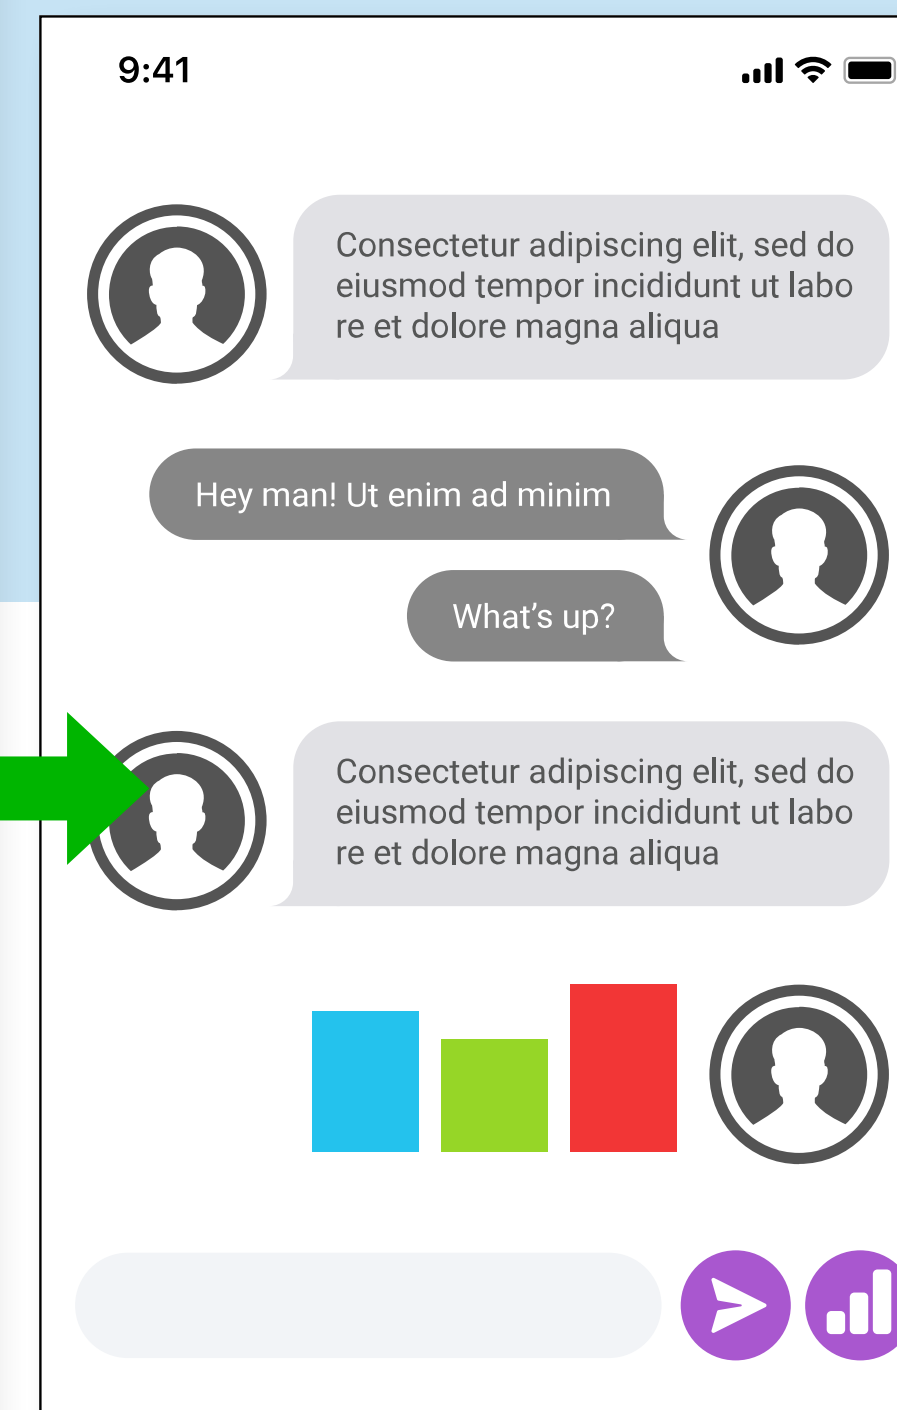 9:41
Consectetur adipiscing elit, sed do
eiusmod tempor incididunt ut labo
re et dolore magna aliqua
Hey man! Ut enim ad minim
What’s up?
Consectetur adipiscing elit, sed do
eiusmod tempor incididunt ut labo
re et dolore magna aliqua